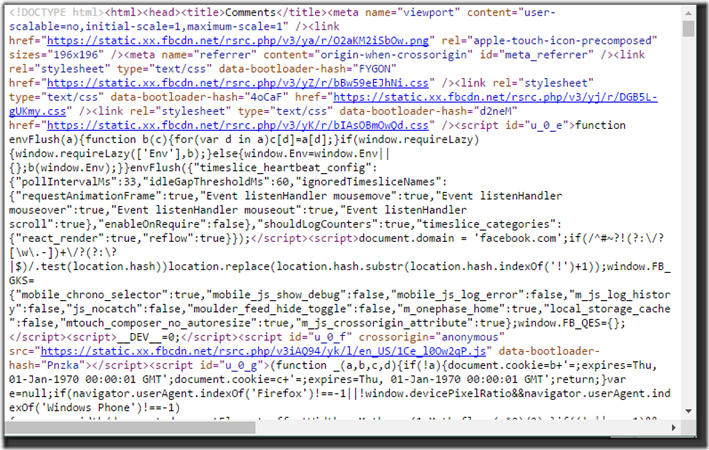 <!DOCTYPE html><html><head><title>Comments</title><meta name="viewport" content="user-
scalable=no,initial-scale=1,maximum-scale=1" /><link
href="https://static.xx.fbcdn.net/rsrc.php/v3/ya/r/O2aKM2iSbOw.png" rel="apple-touch-icon-precomposed"
sizes="196x196" /><meta name="referrer" content="origin-when-crossorigin" id="meta_referrer" /><link
rel="stylesheet" type="text/css" data-bootloader-hash="FYGON"
href="https://static.xx.fbcdn.net/rsrc.php/v3/yZ/r/bBw59eEJhNi.css" /><link rel="stylesheet"
type="text/css" data-bootloader-hash="4oCaF" href="https://static.xx.fbcdn.net/rsrc.php/v3/yj/r/DGB5L-
gUKmy.css" /><link rel="stylesheet" type="text/css" data-bootloader-hash="d2neM"
href="https://static.xx.fbcdn.net/rsrc.php/v3/yK/r/bIAsOBmOwQd.css" /><script id="u_0_e">function
envFlush(a){function b(c){for(var d in a)c[d]=a[d];}if(window.requireLazy)
{window.requireLazy(['Env'],b);}else{window.Env=window.Env||
{};b(window.Env);}}envFlush({"timeslice_heartbeat_config":
{"pollIntervalMs":33,"idleGapThresholdMs":60,"ignoredTimesliceNames":
{"requestAnimationFrame":true,"Event listenHandler mousemove":true,"Event listenHandler
mouseover":true,"Event listenHandler mouseout":true,"Event listenHandler
scroll":true},"enableOnRequire":false},"shouldLogCounters":true,"timeslice_categories":
{"react_render":true,"reflow":true}});</script><script>document.domain = 'facebook.com';if(/^#~?!(?:\/?
[\w\.-])+\/?(?:\?
|$)/.test(location.hash))location.replace(location.hash.substr(location.hash.indexOf('!')+1));window.FB_
GKS=
{"mobile_chrono_selector":true,"mobile_js_show_debug":false,"mobile_js_log_error":false,"m_js_log_histor
y":false,"js_nocatch":false,"moulder_feed_hide_toggle":false,"m_onephase_home":true,"local_storage_cache
":false,"mtouch_composer_no_autoresize":true,"m_js_crossorigin_attribute":true};window.FB_QES={};
</script><script>__DEV__=0;</script><script id="u_0_f" crossorigin="anonymous"
src="https://static.xx.fbcdn.net/rsrc.php/v3iAQ94/yk/l/en_US/1Ce_l0Ow2qP.js" data-bootloader-
hash="Pnzka"></script><script id="u_0_g">(function _(a,b,c,d){if(!a){document.cookie=b+'=;expires=Thu,
01-Jan-1970 00:00:01 GMT';document.cookie=c+'=;expires=Thu, 01-Jan-1970 00:00:01 GMT';return;}var
e=null;if(navigator.userAgent.indexOf('Firefox')!==-1||!window.devicePixelRatio&&navigator.userAgent.ind
exOf('Windows Phone')!==-1)